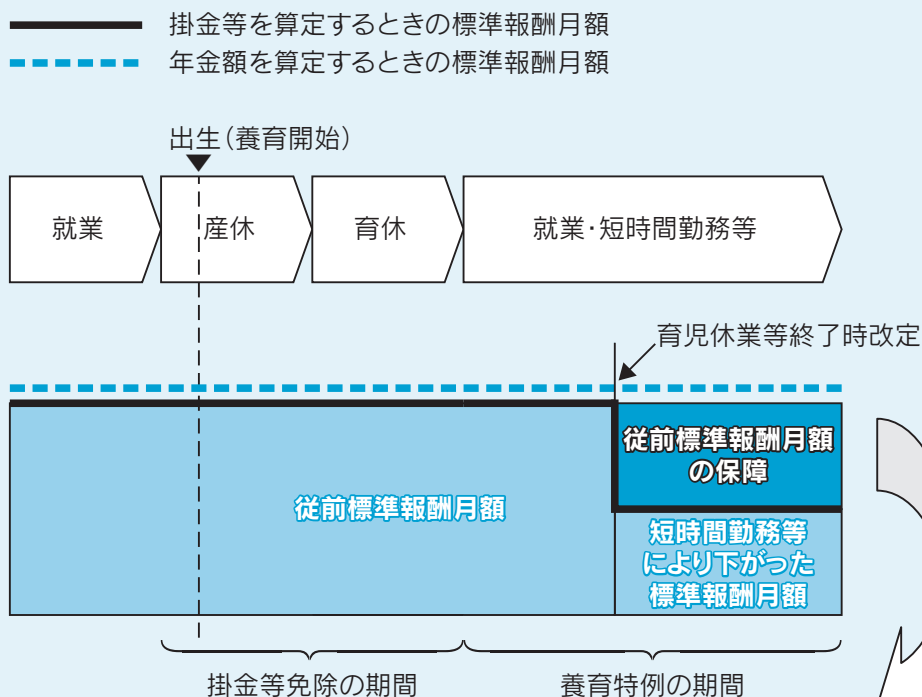 掛金等を算定するときの標準報酬月額
年金額を算定するときの標準報酬月額
出生(養育開始)
就業
産休
育休
就業・短時間勤務等
育児休業等終了時改定
従前標準報酬月額
の保障
従前標準報酬月額
短時間勤務等
により下がった
標準報酬月額
掛金等免除の期間
養育特例の期間